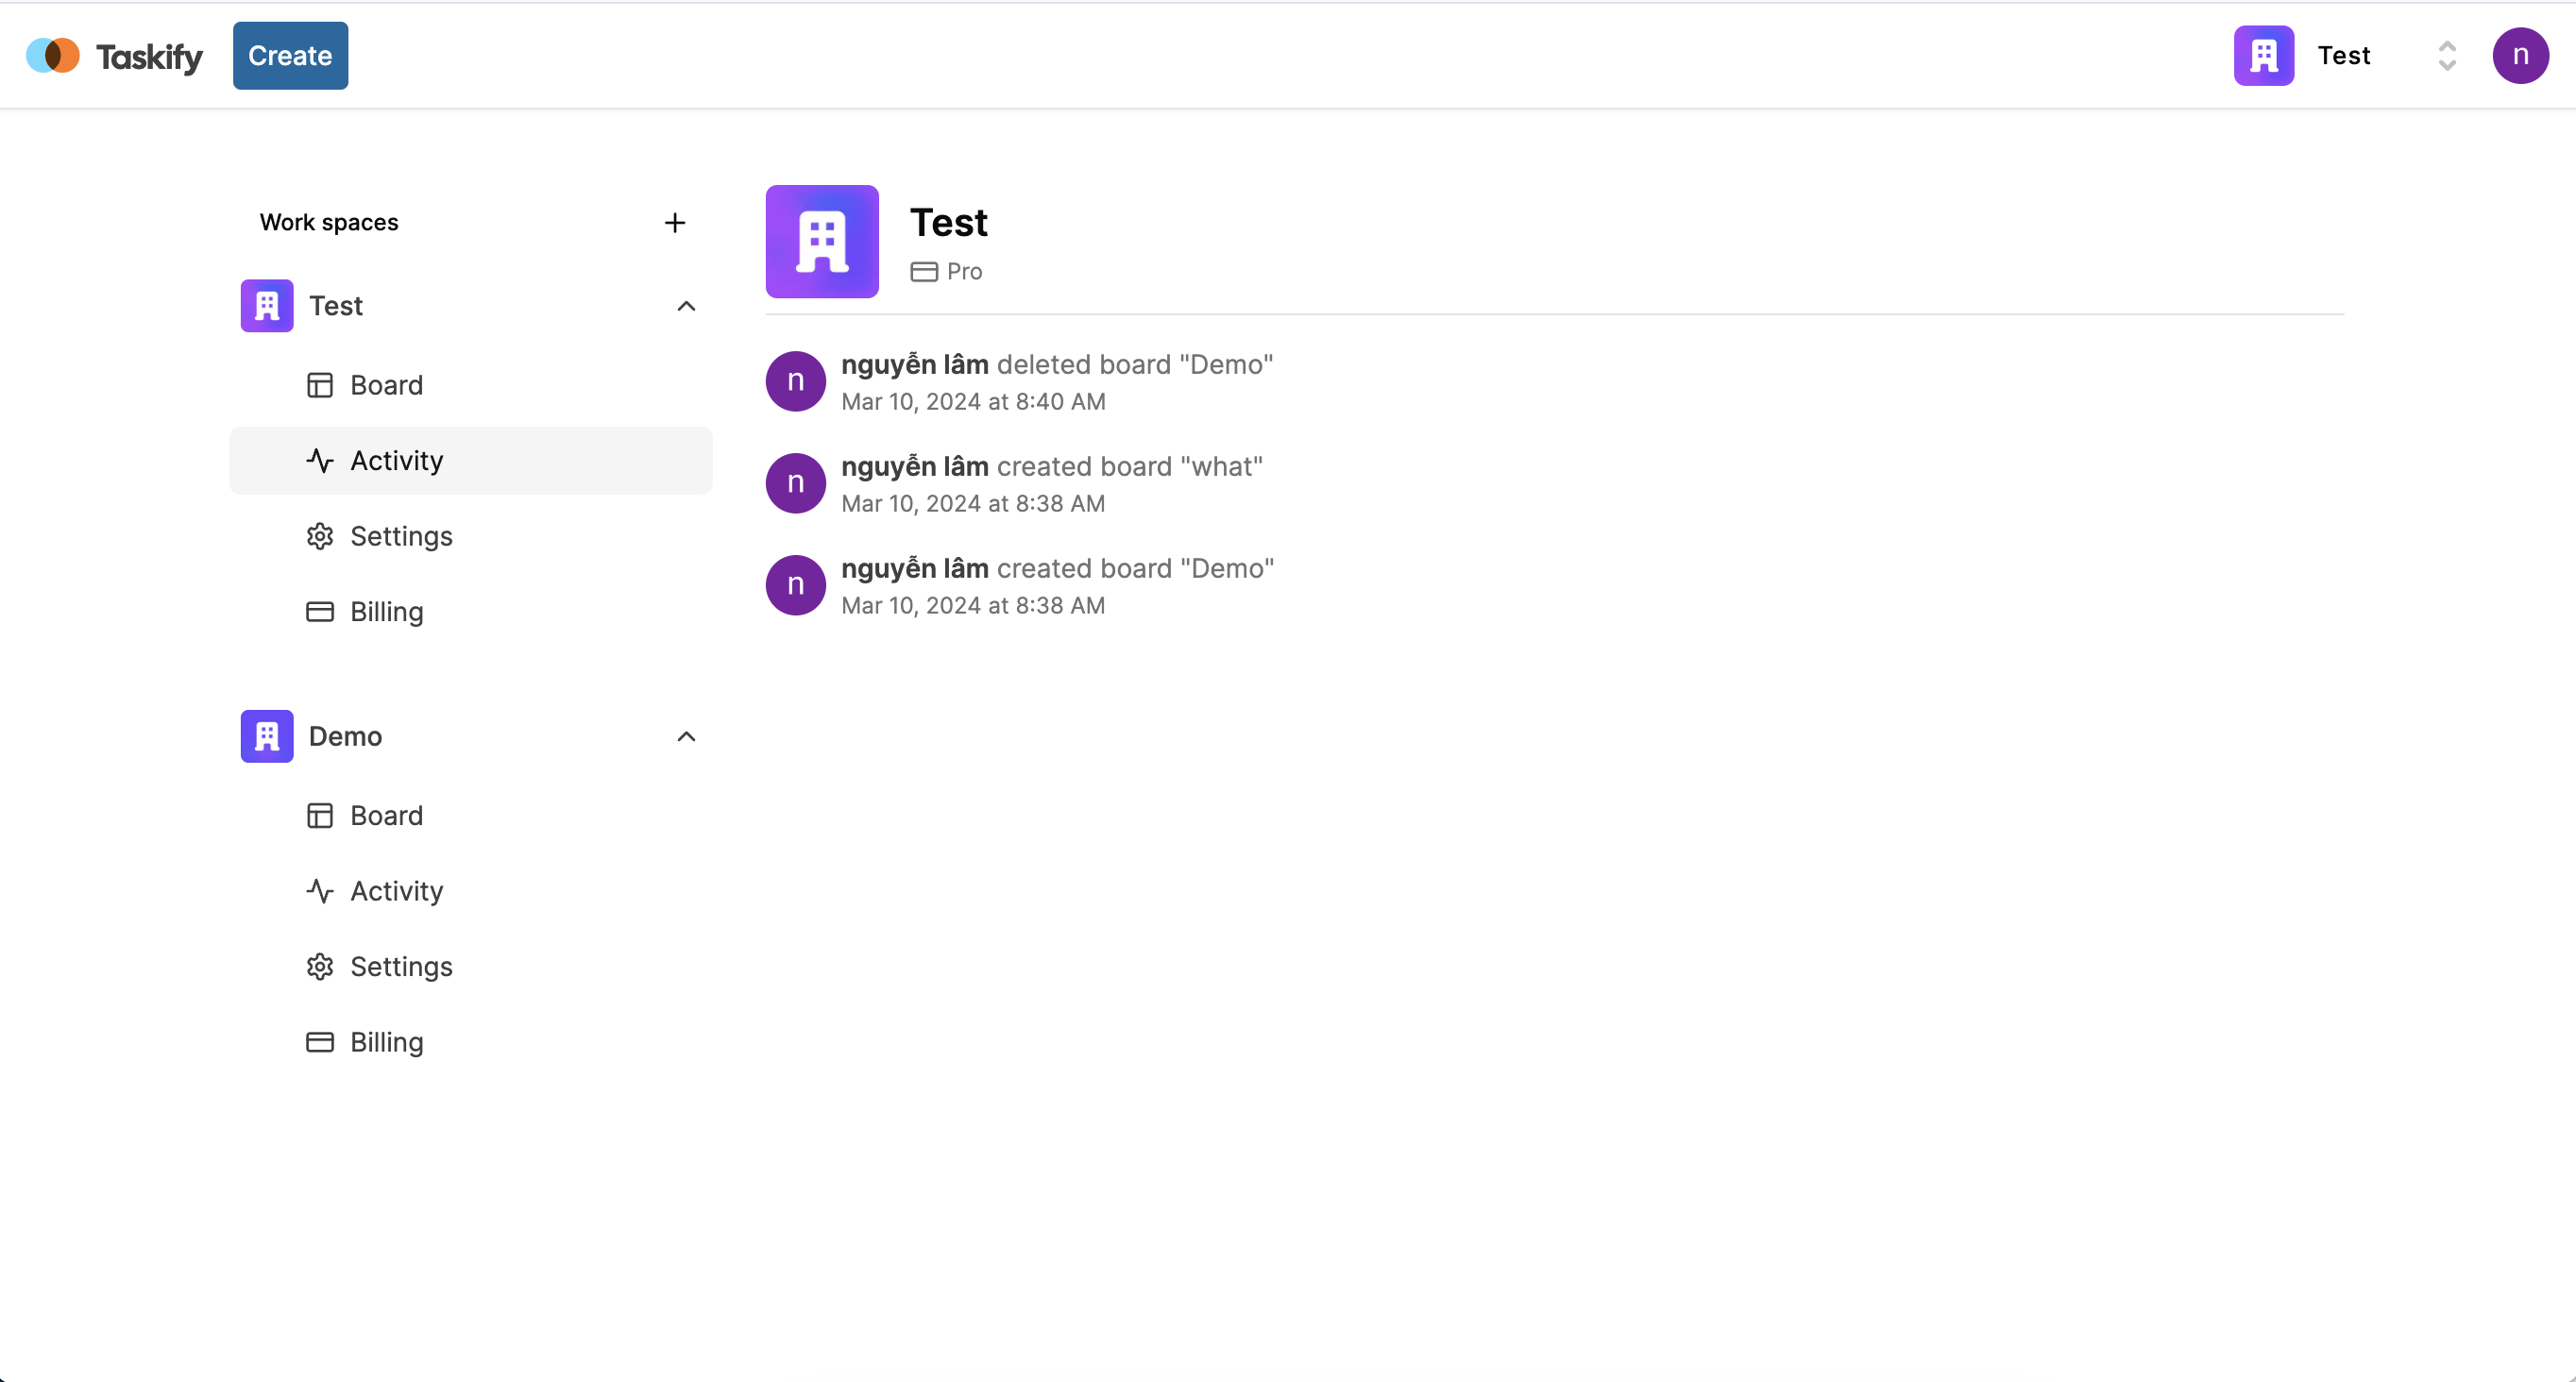 Taskify Create Test n
Work spaces
Test
Board
Activity
Settings
Billing
Demo
Board
Activity
Settings
Billing
Test
Pro
n nguyễn lâm deleted board "Demo"
Mar 10, 2024 at 8:40 AM
n nguyễn lâm created board "what"
Mar 10, 2024 at 8:38 AM
n nguyễn lâm created board "Demo"
Mar 10, 2024 at 8:38 AM